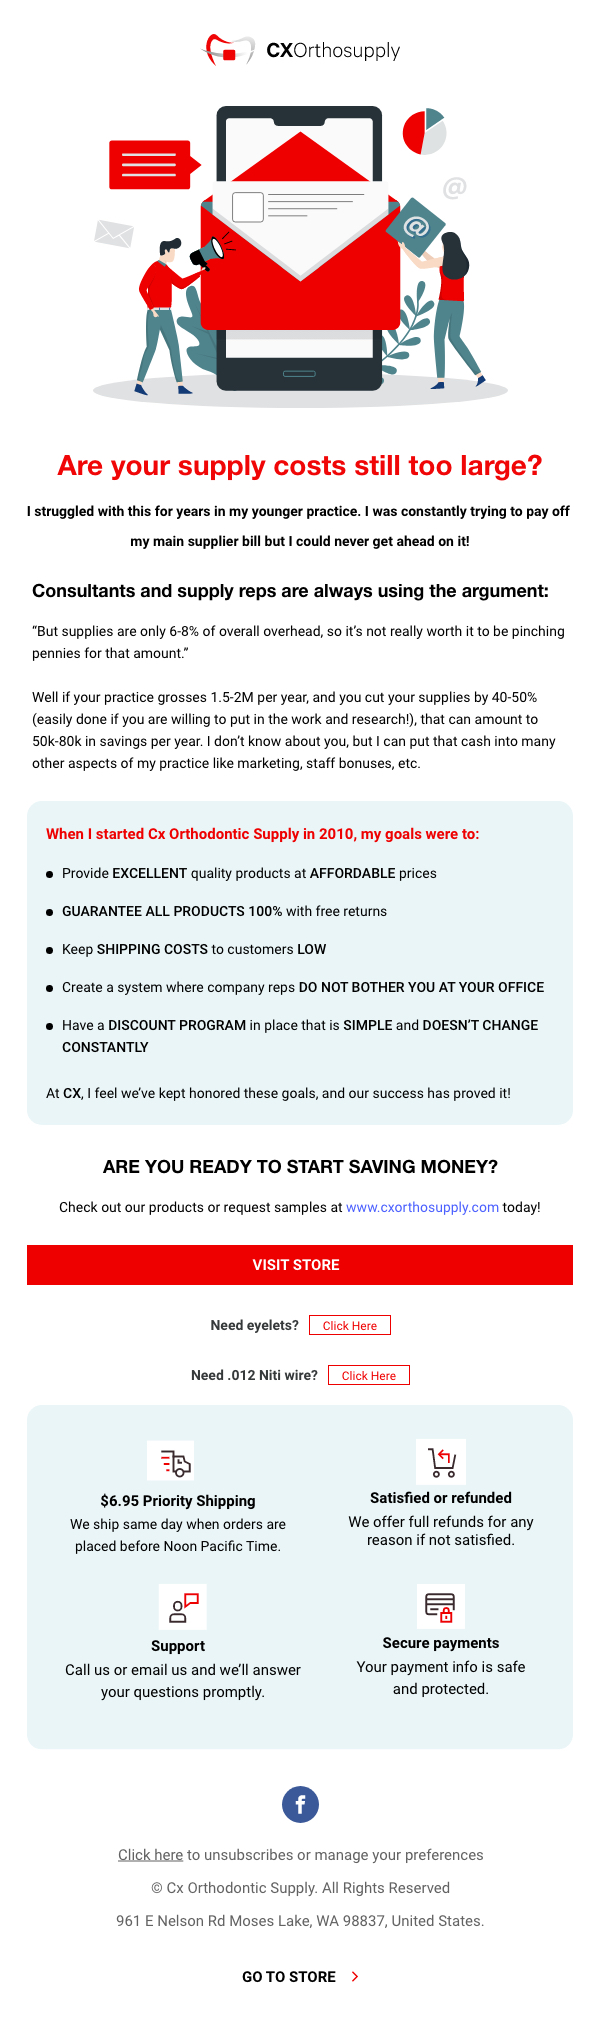 CXOrthosupply
@
@
Are your supply costs still too large?
I struggled with this for years in my younger practice. I was constantly trying to pay off
my main supplier bill but I could never get ahead on it!
Consultants and supply reps are always using the argument:
“But supplies are only 6-8% of overall overhead, so it’s not really worth it to be pinching
pennies for that amount.”
Well if your practice grosses 1.5-2M per year, and you cut your supplies by 40-50%
(easily done if you are willing to put in the work and research!), that can amount to
50k-80k in savings per year. I don’t know about you, but I can put that cash into many
other aspects of my practice like marketing, staff bonuses, etc.
When I started Cx Orthodontic Supply in 2010, my goals were to:
● Provide EXCELLENT quality products at AFFORDABLE prices
● GUARANTEE ALL PRODUCTS 100% with free returns
● Keep SHIPPING COSTS to customers LOW
● Create a system where company reps DO NOT BOTHER YOU AT YOUR OFFICE
● Have a DISCOUNT PROGRAM in place that is SIMPLE and DOESN’T CHANGE
CONSTANTLY
At CX, I feel we’ve kept honored these goals, and our success has proved it!
ARE YOU READY TO START SAVING MONEY?
Check out our products or request samples at www.cxorthosupply.com today!
VISIT STORE
Need eyelets? Click Here
Need .012 Niti wire? Click Here
$6.95 Priority Shipping
We ship same day when orders are
placed before Noon Pacific Time.
Satisfied or refunded
We offer full refunds for any
reason if not satisfied.
Support
Call us or email us and we’ll answer
your questions promptly.
Secure payments
Your payment info is safe
and protected.
f
Click here to unsubscribes or manage your preferences
© Cx Orthodontic Supply. All Rights Reserved
961 E Nelson Rd Moses Lake, WA 98837, United States.
GO TO STORE >